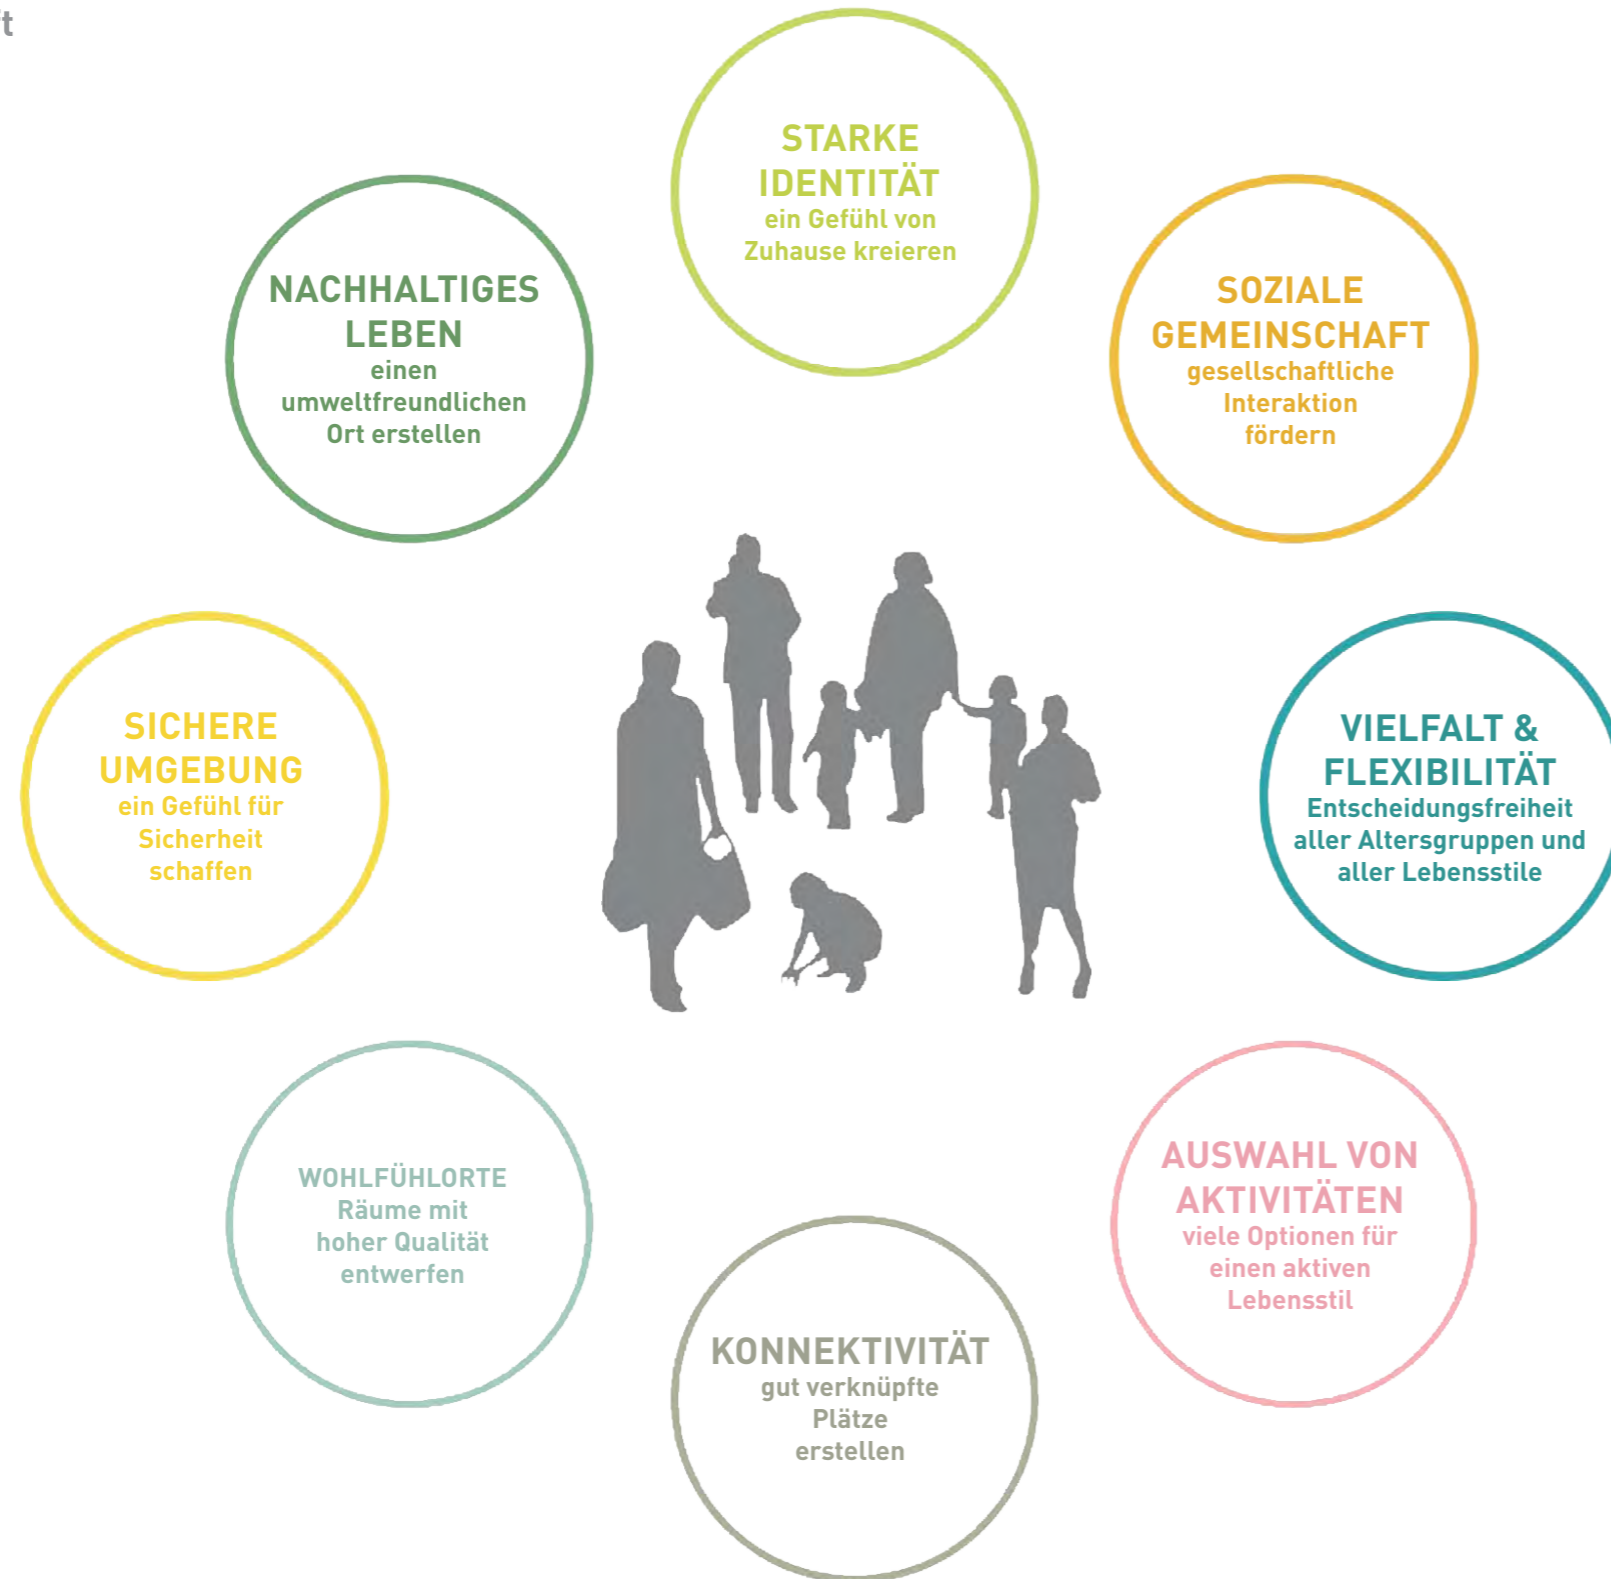 STARKE
IDENTITÄT
ein Gefühl von
Zuhause kreieren
SOZIALE
GEMEINSCHAFT
gesellschaftliche
Interaktion
fördern
VIELFALT &
FLEXIBILITÄT
Entscheidungsfreiheit
aller Altersgruppen und
aller Lebensstile
AUSWAHL VON
AKTIVITÄTEN
viele Optionen für
einen aktiven
Lebensstil
KONNEKTIVITÄT
gut verknüpfte
Plätze
erstellen
WOHLFÜHLORTE
Räume mit
hoher Qualität
entwerfen
SICHERE
UMGEBUNG
ein Gefühl für
Sicherheit
schaffen
NACHHALTIGES
LEBEN
einen
umweltfreundlichen
Ort erstellen